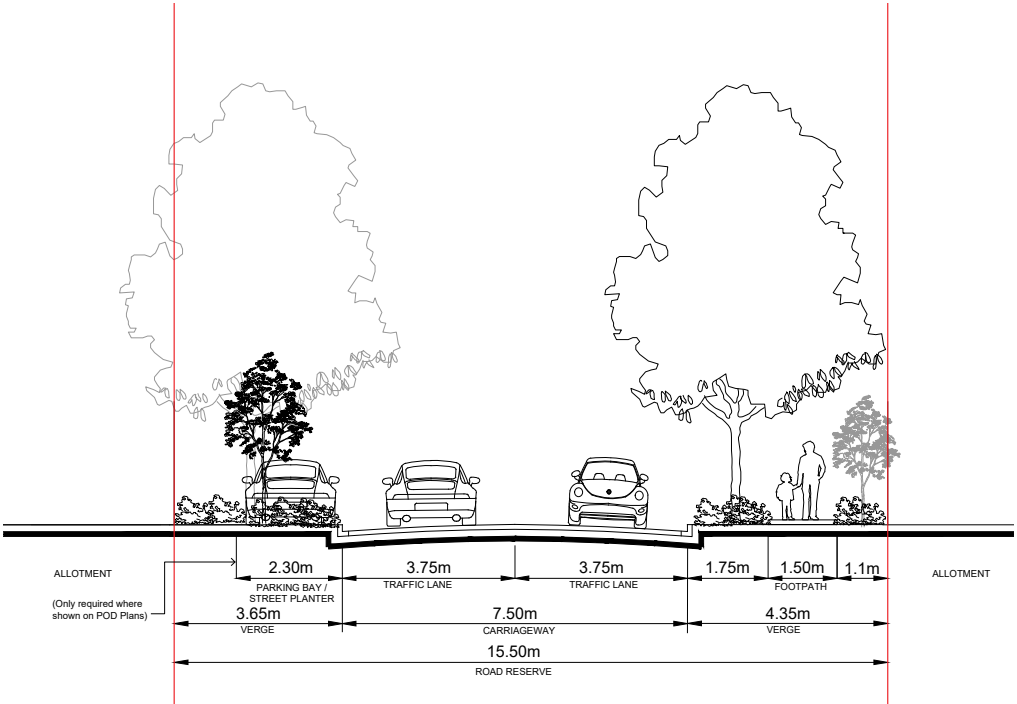 2.30m
3.75m
3.75m
1.75m
1.50m
1.1m
ALLOTMENT
PARKING BAY /
STREET PLANTER
TRAFFIC LANE
TRAFFIC LANE
FOOTPATH
ALLOTMENT
(Only required where
shown on POD Plans)
3.65m
7.50m
4.35m
VERGE
CARRIAGEWAY
VERGE
15.50m
ROAD RESERVE